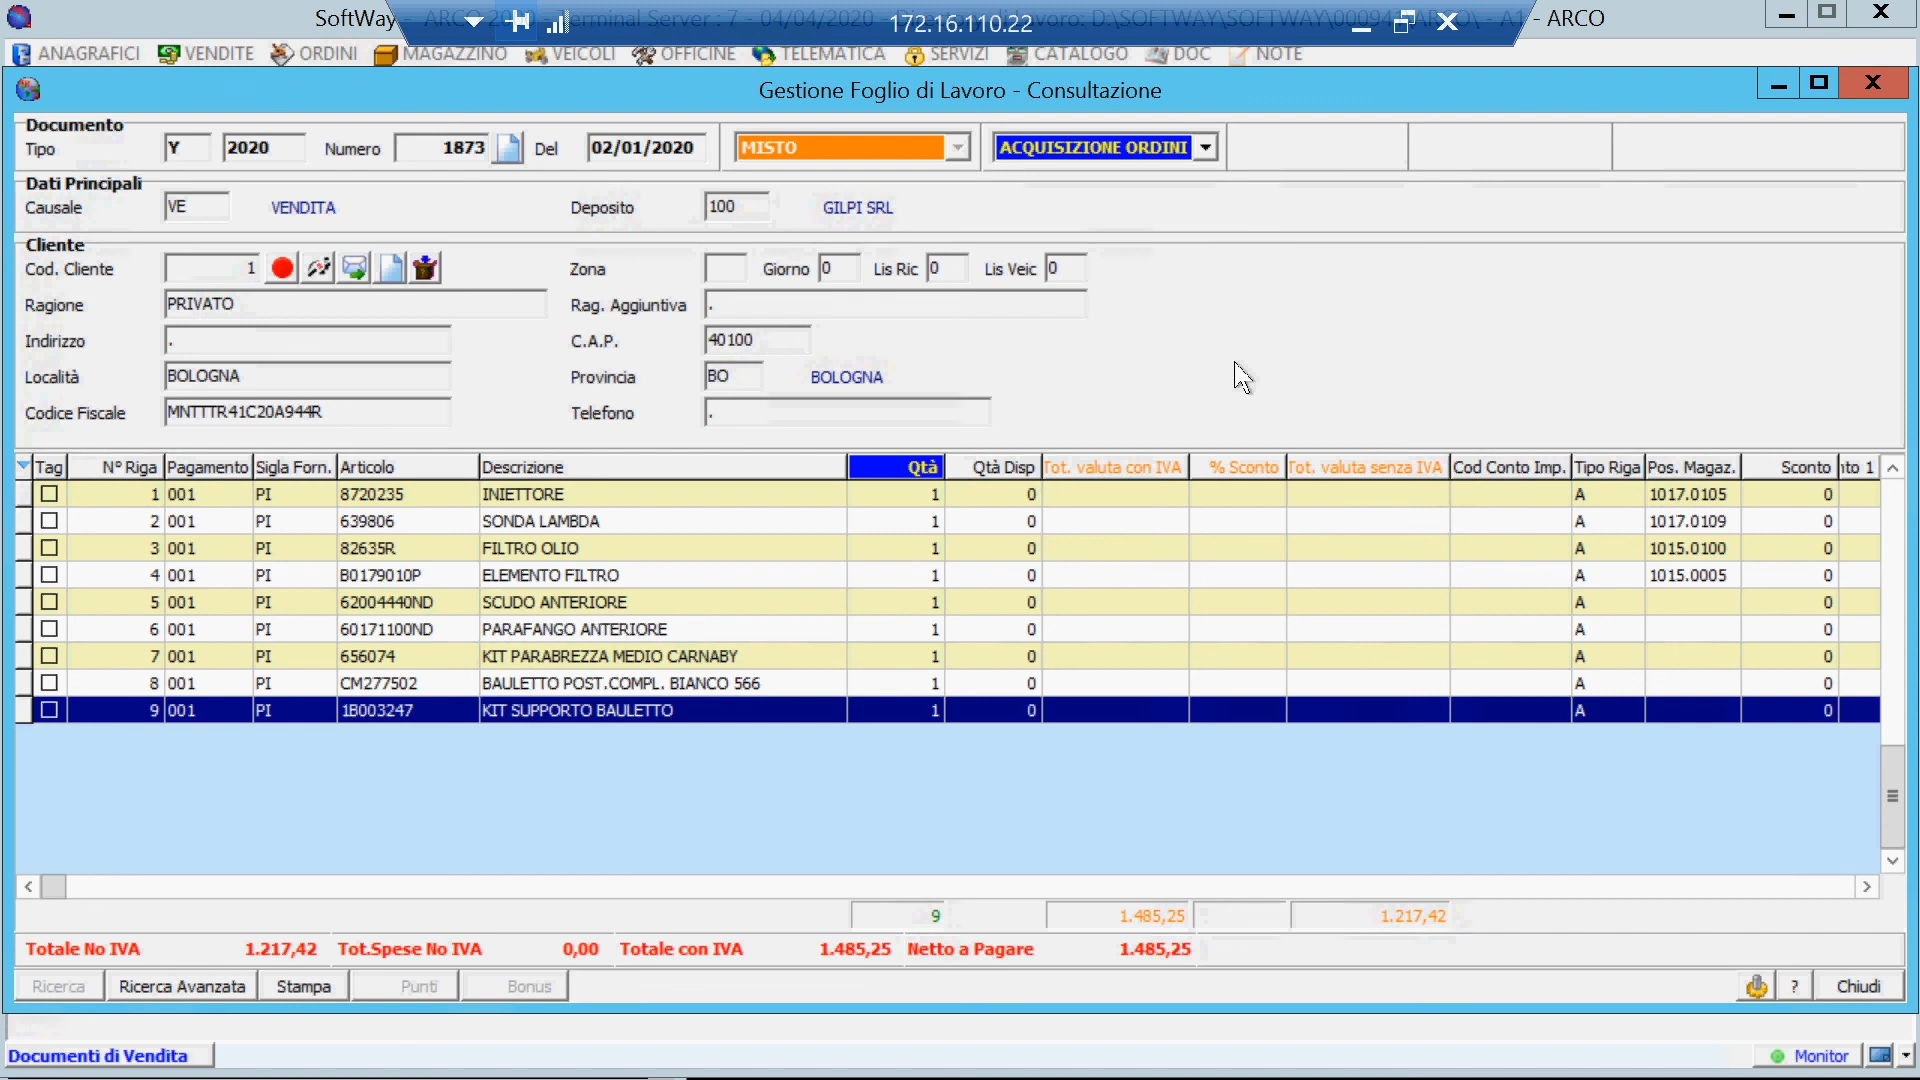 SoftWay - ARCO
172.16.110.22
04/04/2020
- ARCO
ANAGRAFICI VENDITE ORDINI MAGAZZINO VEICOLI OFFICINE TELEMATICA SERVIZI CATALOGO DOC NOTE
Gestione Foglio di Lavoro - Consultazione
Documento
Tipo Y 2020 Numero 1873 Del 02/01/2020 MISTO ACQUISIZIONE ORDINI
Dati Principali
Causale VE VENDITA Deposito 100 GILPI SRL
Cliente
Cod. Cliente 1 Zona Giorno 0 Lis Ric 0 Lis Veic 0
Ragione PRIVATO Rag. Aggiuntiva .
Indirizzo . C.A.P. 40100
Località BOLOGNA Provincia BO BOLOGNA
Codice Fiscale MNTTTR41C20A944R Telefono .
Tag N° Riga Pagamento Sigla Forn. Articolo Descrizione Qtà Qtà Disp Tot. valuta con IVA % Sconto Tot. valuta senza IVA Cod Conto Imp. Tipo Riga Pos. Magaz. Sconto nto 1
1 001 PI 8720235 INIETTORE 1 0 A 1017.0105 0
2 001 PI 639806 SONDA LAMBDA 1 0 A 1017.0109 0
3 001 PI 82635R FILTRO OLIO 1 0 A 1015.0100 0
4 001 PI B0179010P ELEMENTO FILTRO 1 0 A 1015.0005 0
5 001 PI 62004440ND SCUDO ANTERIORE 1 0 A 0
6 001 PI 60171100ND PARAFANGO ANTERIORE 1 0 A 0
7 001 PI 656074 KIT PARABREZZA MEDIO CARNABY 1 0 A 0
8 001 PI CM277502 BAULETTO POST.COMPL. BIANCO 566 1 0 A 0
9 001 PI 1B003247 KIT SUPPORTO BAULETTO 1 0 A 0
9 1.485,25 1.217,42
Totale No IVA 1.217,42 Tot.Spese No IVA 0,00 Totale con IVA 1.485,25 Netto a Pagare 1.485,25
Ricerca Ricerca Avanzata Stampa Punti Bonus ? Chiudi
Documenti di Vendita Monitor